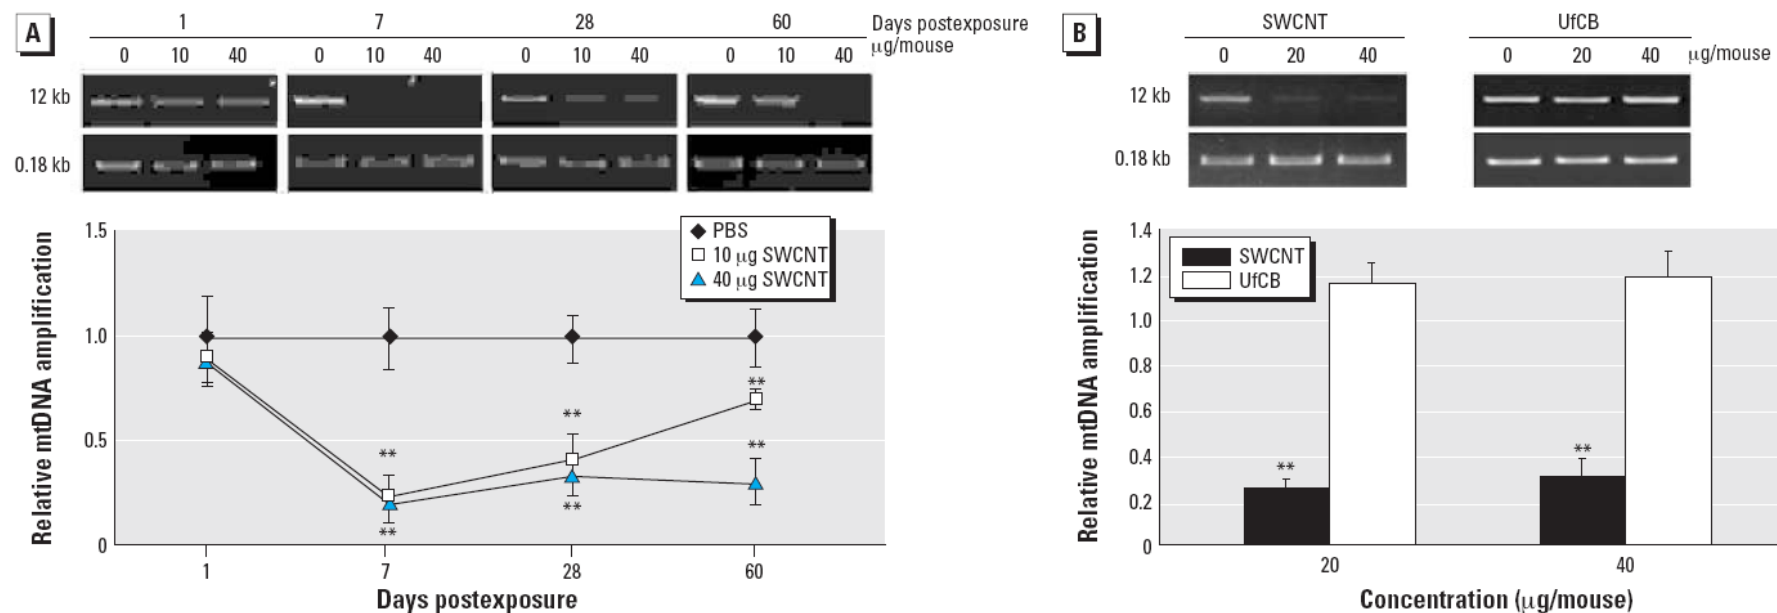 A
1 7 28 60 Days postexposure
0 10 40 0 10 40 0 10 40 0 10 40 μg/mouse
12 kb
0.18 kb
1.5
1.0
0.5
0
Relative mtDNA amplification
PBS
10 μg SWCNT
40 μg SWCNT
**
**
**
**
**
**
1 7 28 60
Days postexposure
B
SWCNT UfCB
0 20 40 0 20 40 μg/mouse
12 kb
0.18 kb
1.4
1.2
1.0
0.8
0.6
0.4
0.2
0
Relative mtDNA amplification
SWCNT
UfCB
**
**
20 40
Concentration (μg/mouse)